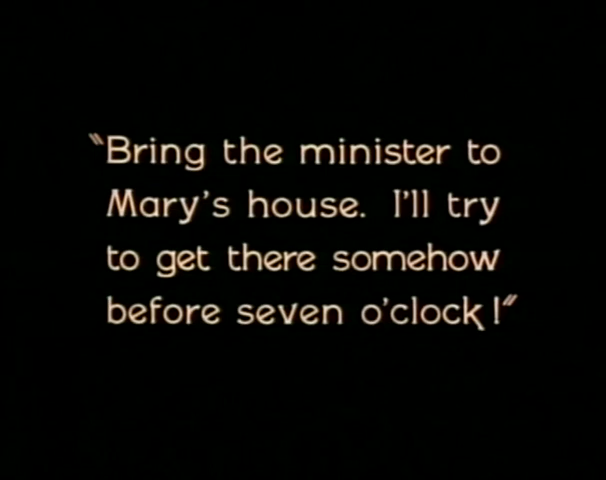 "Bring the minister to
Mary's house. I'll try
to get there somehow
before seven o'clock!"